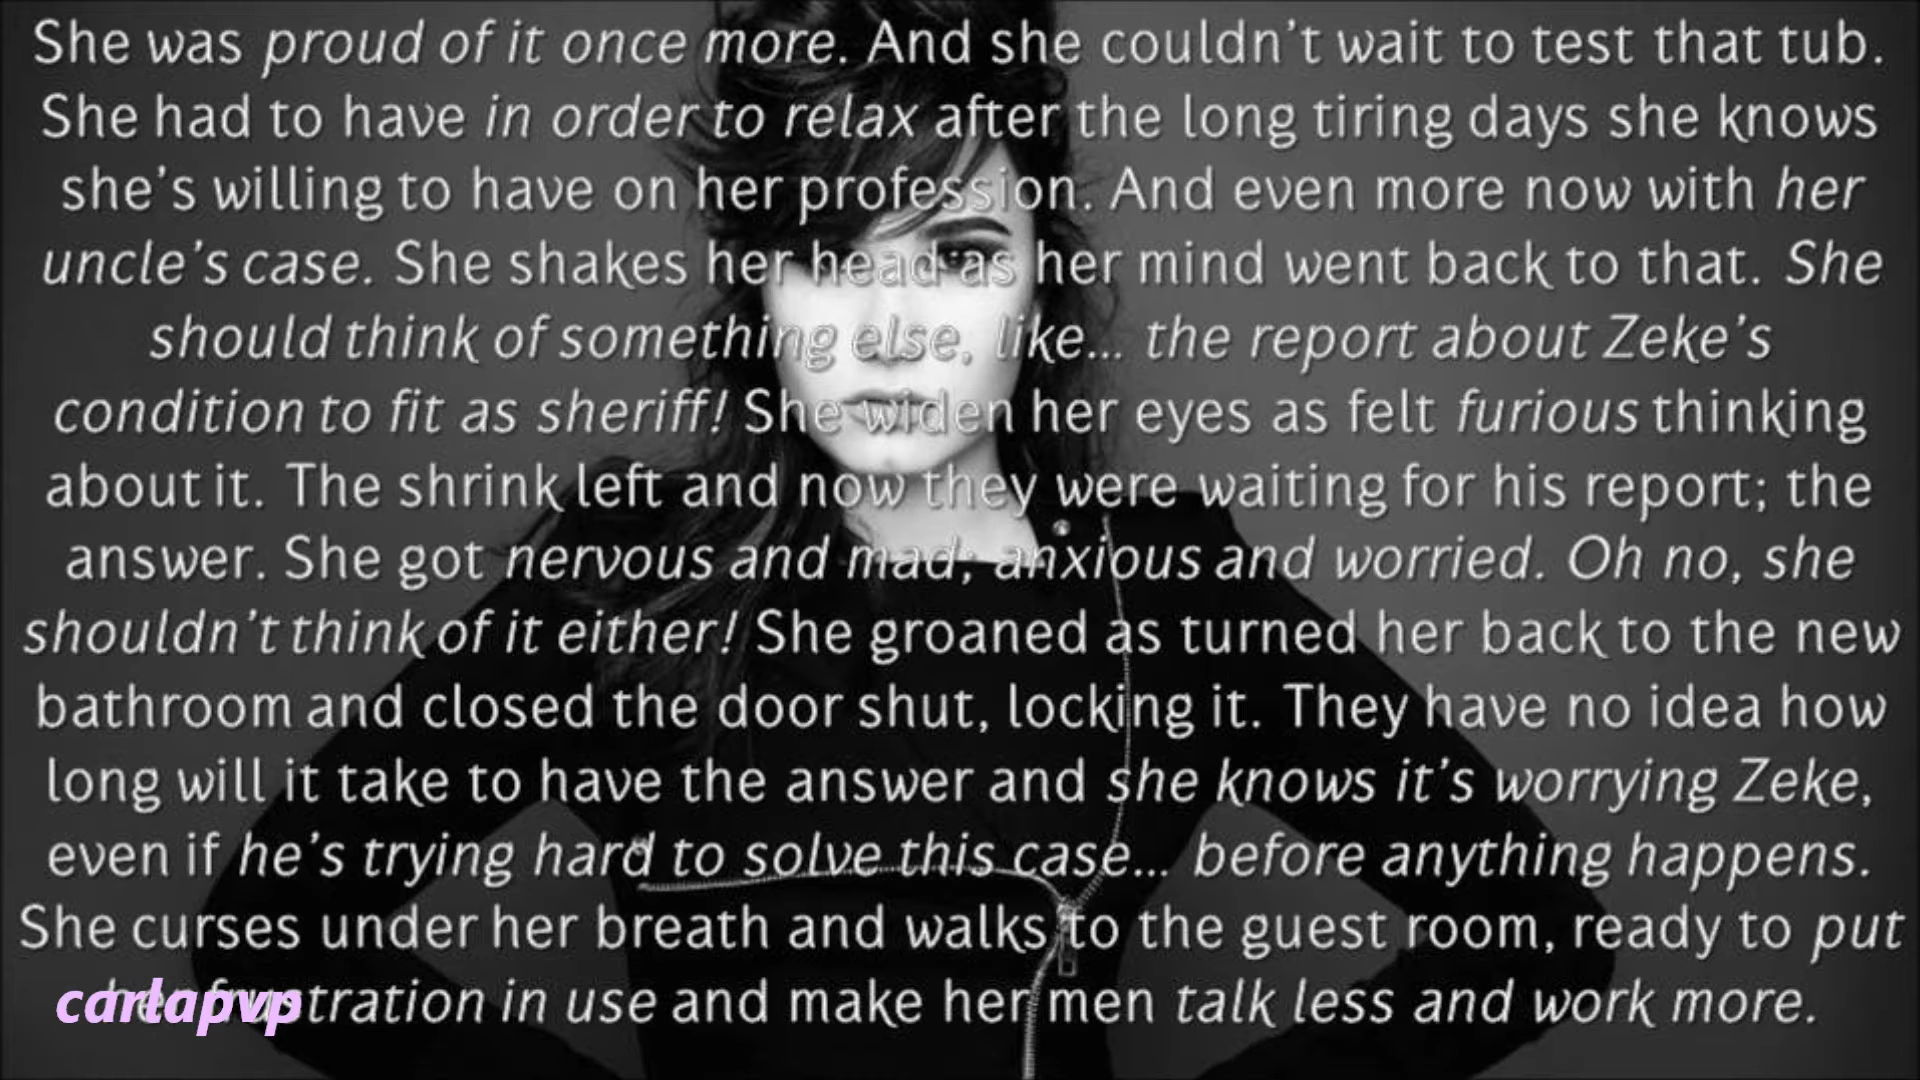 She was proud of it once more. And she couldn't wait to test that tub.
She had to have in order to relax after the long tiring days she knows
she's willing to have on her profession. And even more now with her
uncle's case. She shakes her head as her mind went back to that. She
should think of something else, like... the report about Zeke's
condition to fit as sheriff! She widen her eyes as felt furious thinking
about it. The shrink left and now they were waiting for his report; the
answer. She got nervous and mad; anxious and worried. Oh no, she
shouldn't think of it either! She groaned as turned her back to the new
bathroom and closed the door shut, locking it. They have no idea how
long will it take to have the answer and she knows it's worrying Zeke,
even if he's trying hard to solve this case... before anything happens.
She curses under her breath and walks to the guest room, ready to put
her frustration in use and make her men talk less and work more.
carlapvp